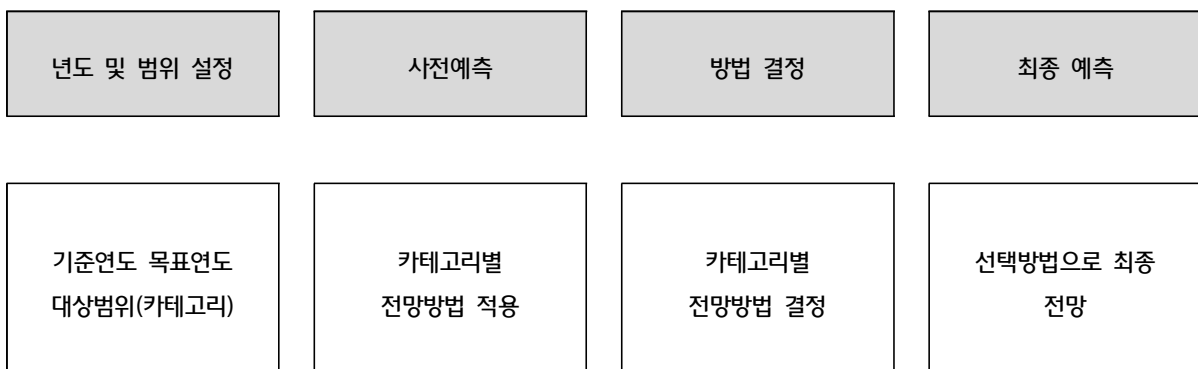 년도 및 범위 설정
사전예측
방법 결정
최종 예측
기준연도 목표연도
대상범위(카테고리)
카테고리별
전망방법 적용
카테고리별
전망방법 결정
선택방법으로 최종
전망